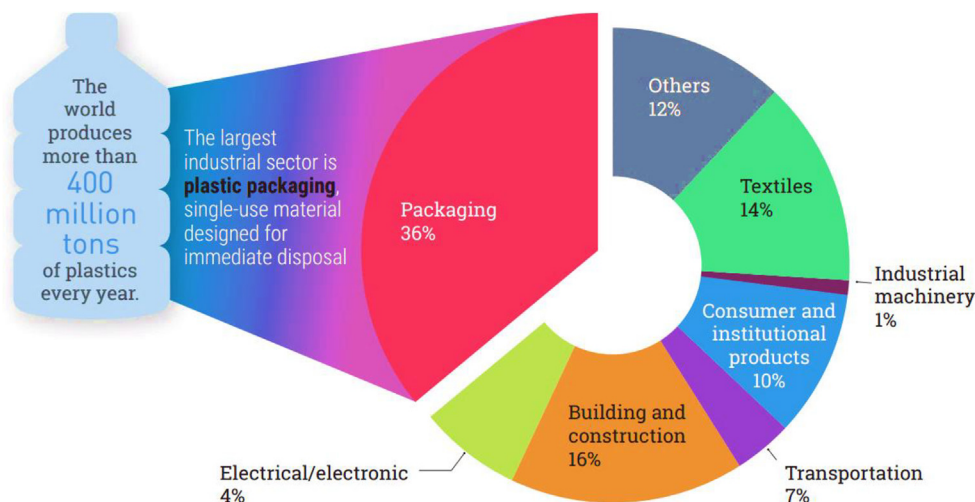 The
world
produces
more than
400
million
tons
of plastics
every year.
The largest
industrial sector is
plastic packaging,
single-use material
designed for
immediate disposal
Packaging
36%
Others
12%
Textiles
14%
Industrial
machinery
1%
Consumer and
institutional
products
10%
Transportation
7%
Building and
construction
16%
Electrical/electronic
4%